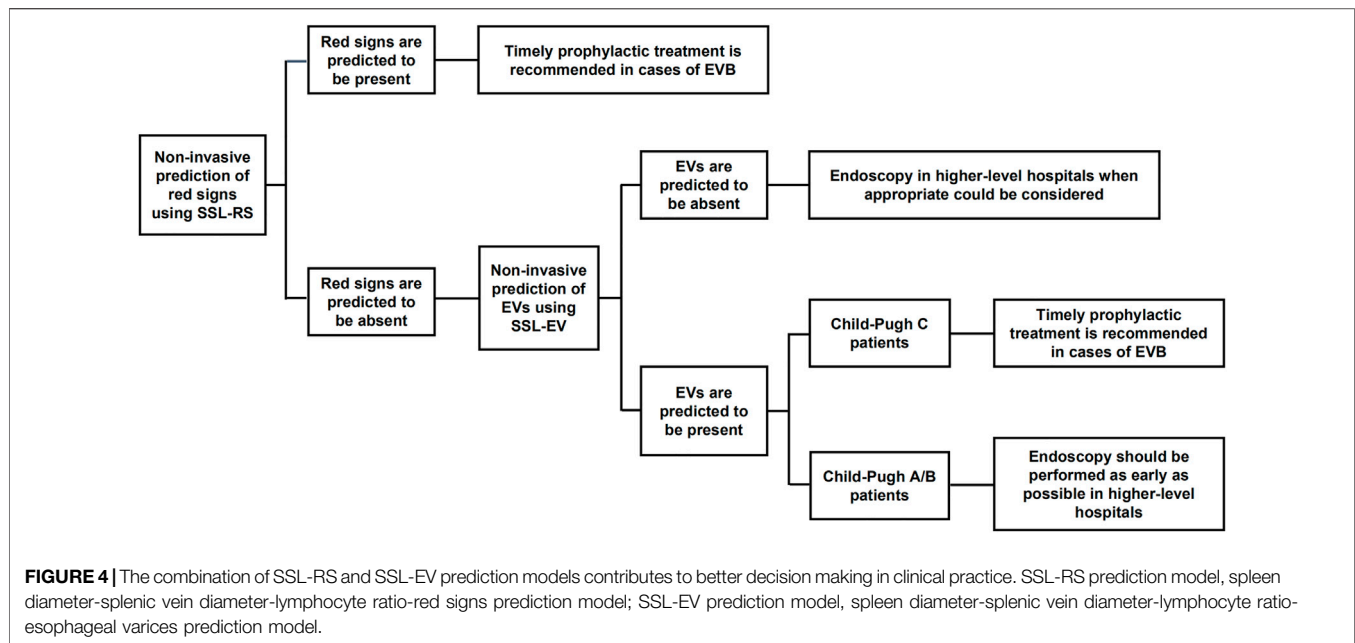 Red signs are
predicted to
be present
Timely prophylactic treatment is
recommended in cases of EVB
Non-invasive
prediction of
red signs
using SSL-RS
EVs are
predicted to
be absent
Endoscopy in higher-level hospitals when
appropriate could be considered
Red signs are
predicted to
be absent
Non-invasive
prediction of
EVs using
SSL-EV
Child-Pugh C
patients
Timely prophylactic
treatment is recommended
in cases of EVB
EVs are
predicted to
be present
Child-Pugh A/B
patients
Endoscopy should be
performed as early as
possible in higher-level
hospitals
FIGURE 4 | The combination of SSL-RS and SSL-EV prediction models contributes to better decision making in clinical practice. SSL-RS prediction model, spleen
diameter-splenic vein diameter-lymphocyte ratio-red signs prediction model; SSL-EV prediction model, spleen diameter-splenic vein diameter-lymphocyte ratio-
esophageal varices prediction model.